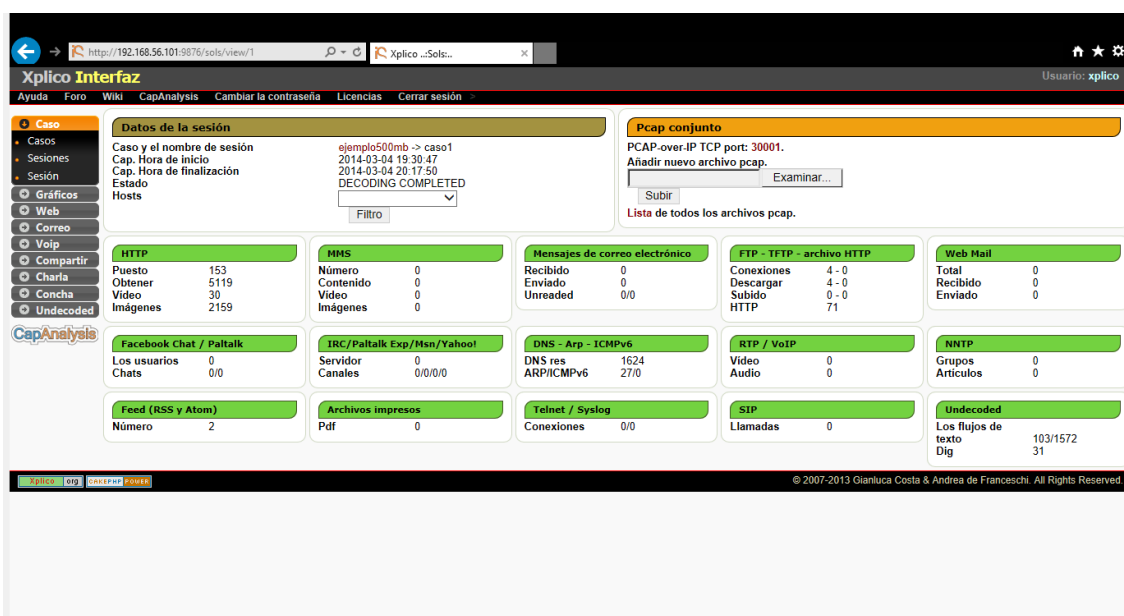 http://192.168.56.101:9876/sols/view/1
Xplico ..:Sols:..
Xplico Interfaz
Usuario: xplico
Ayuda Foro Wiki CapAnalysis Cambiar la contraseña Licencias Cerrar sesión >
Caso
Casos
Sesiones
Sesión
Gráficos
Web
Correo
Voip
Compartir
Charla
Concha
Undecoded
CapAnalysis
Datos de la sesión
Caso y el nombre de sesión ejemplo500mb -> caso1
Cap. Hora de inicio 2014-03-04 19:30:47
Cap. Hora de finalización 2014-03-04 20:17:50
Estado DECODING COMPLETED
Hosts
Filtro
Pcap conjunto
PCAP-over-IP TCP port: 30001.
Añadir nuevo archivo pcap.
Examinar...
Subir
Lista de todos los archivos pcap.
HTTP
Puesto 153
Obtener 5119
Vídeo 30
Imágenes 2159
MMS
Número 0
Contenido 0
Vídeo 0
Imágenes 0
Mensajes de correo electrónico
Recibido 0
Enviado 0
Unreaded 0/0
FTP - TFTP - archivo HTTP
Conexiones 4 - 0
Descargar 4 - 0
Subido 0 - 0
HTTP 71
Web Mail
Total 0
Recibido 0
Enviado 0
Facebook Chat / Paltalk
Los usuarios 0
Chats 0/0
IRC/Paltalk Exp/Msn/Yahoo!
Servidor 0
Canales 0/0/0/0
DNS - Arp - ICMPv6
DNS res 1624
ARP/ICMPv6 27/0
RTP / VoIP
Vídeo 0
Audio 0
NNTP
Grupos 0
Artículos 0
Feed (RSS y Atom)
Número 2
Archivos impresos
Pdf 0
Telnet / Syslog
Conexiones 0/0
SIP
Llamadas 0
Undecoded
Los flujos de
texto 103/1572
Dig 31
Xplico org CAKEPHP POWER
© 2007-2013 Gianluca Costa & Andrea de Franceschi. All Rights Reserved.